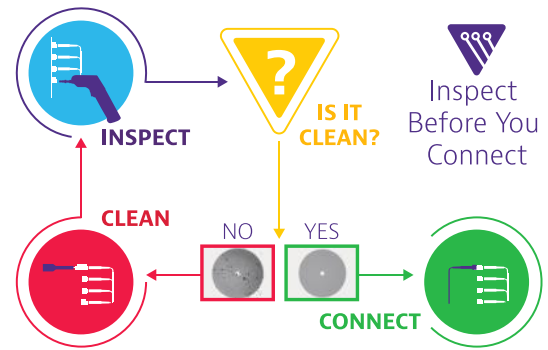 ?
INSPECT
IS IT
CLEAN?
Inspect
Before You
Connect
CLEAN
NO
YES
CONNECT